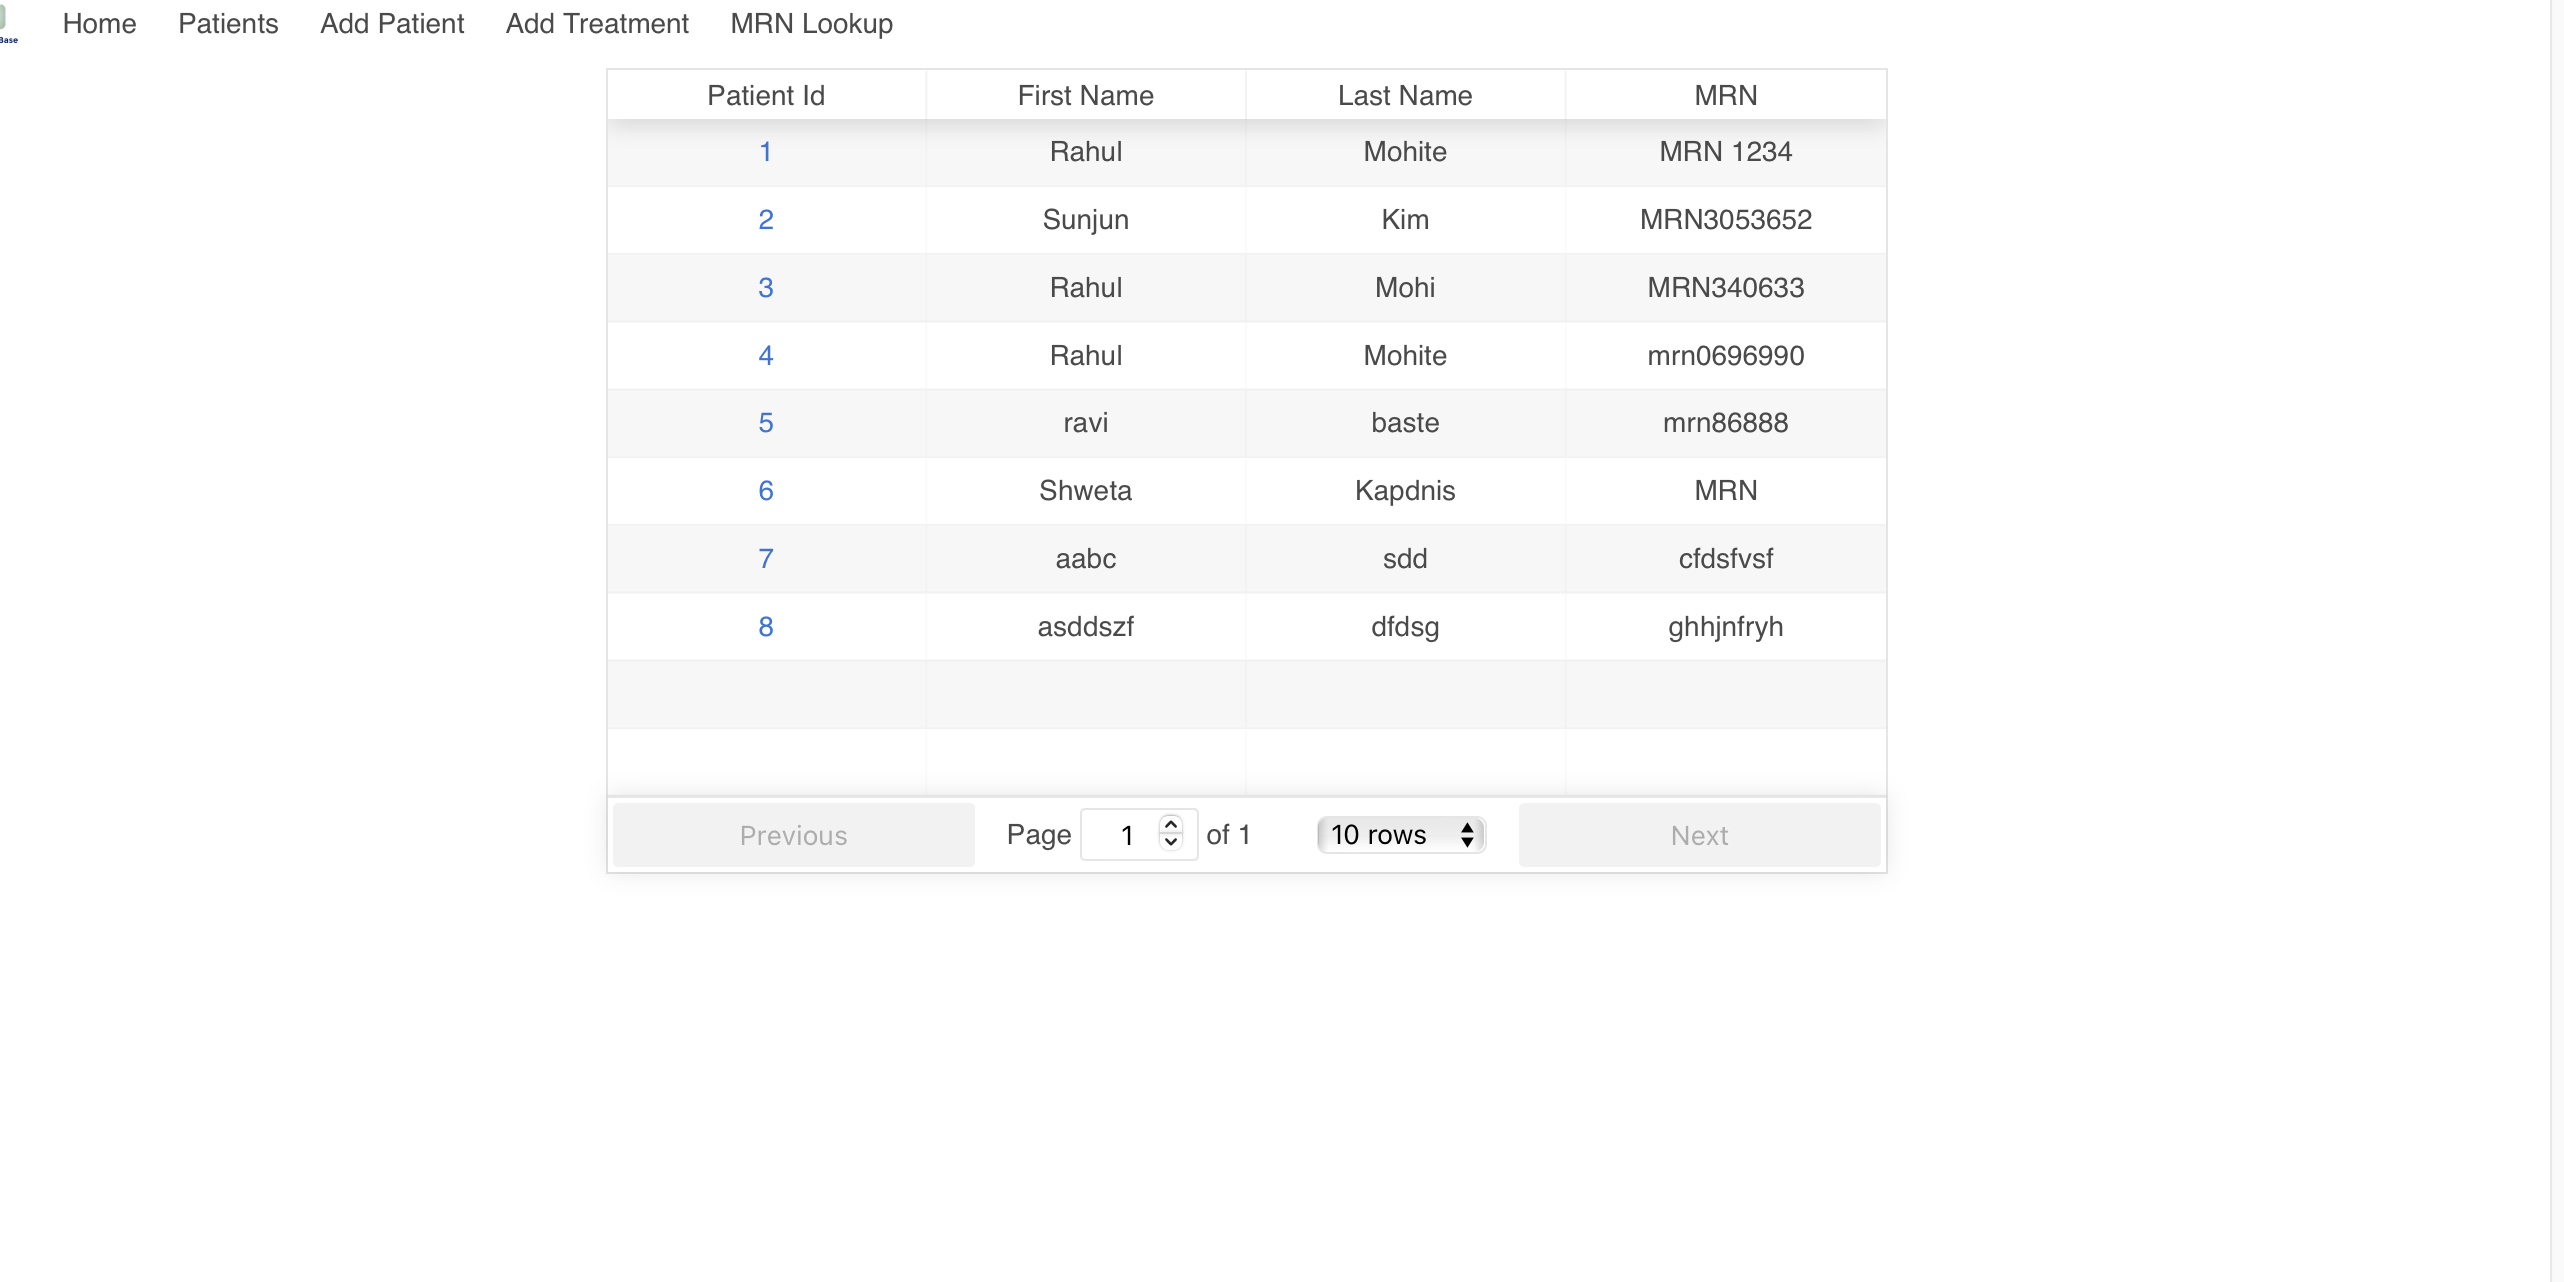 Base
Home Patients Add Patient Add Treatment MRN Lookup
Patient Id First Name Last Name MRN
1 Rahul Mohite MRN 1234
2 Sunjun Kim MRN3053652
3 Rahul Mohi MRN340633
4 Rahul Mohite mrn0696990
5 ravi baste mrn86888
6 Shweta Kapdnis MRN
7 aabc sdd cfdsfvsf
8 asddszf dfdsg ghhjnfryh
Previous Page 1 of 1 10 rows Next